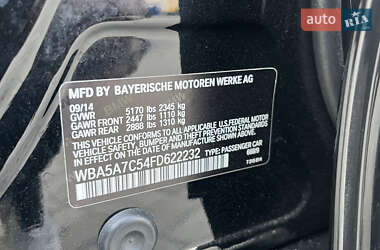 auto RIA
MFD BY BAYERISCHE MOTOREN WERKE AG
09/14
GVWR 5170 lbs 2345 kg
GAWR FRONT 2447 lbs 1110 kg
GAWR REAR 2888 lbs 1310 kg
THIS VEHICLE CONFORMS TO ALL APPLICABLE FEDERAL MOTOR VEHICLE
SAFETY, BUMPER AND THEFT PREVENTION STANDARDS IN EFFECT
ON THE DATE OF MANUFACTURE SHOWN ABOVE.
WBA5A7C54FD622232 TYPE: PASSENGER CAR